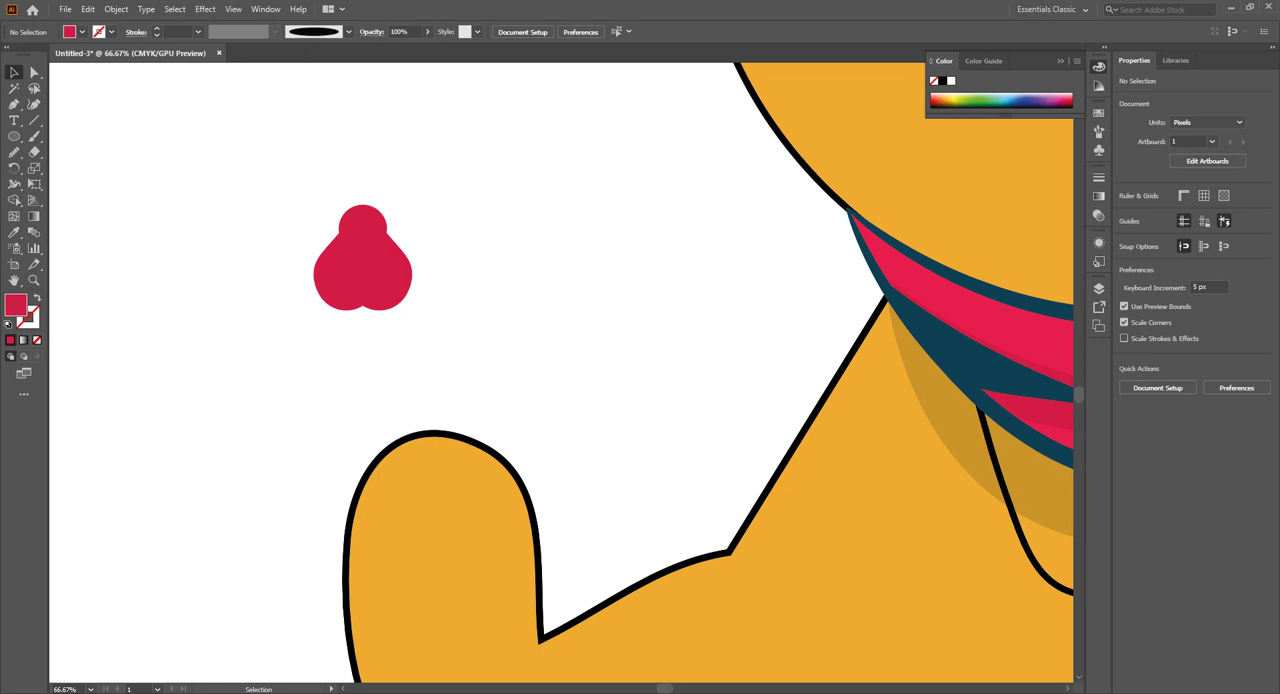 Ai File Edit Object Type Select Effect View Window Help Essentials Classic Search Adobe Stock
No Selection Stroke: Opacity: 100% Style: Document Setup Preferences
Untitled-3* @ 66.67% (CMYK/GPU Preview) ×
Color Color Guide
Properties Libraries
No Selection
Document
Units: Pixels
Artboard: 1
Edit Artboards
Ruler & Grids
Guides
Snap Options
Preferences
Keyboard Increment: 5 px
Use Preview Bounds
Scale Corners
Scale Strokes & Effects
Quick Actions
Document Setup Preferences
66.67% 1 Selection